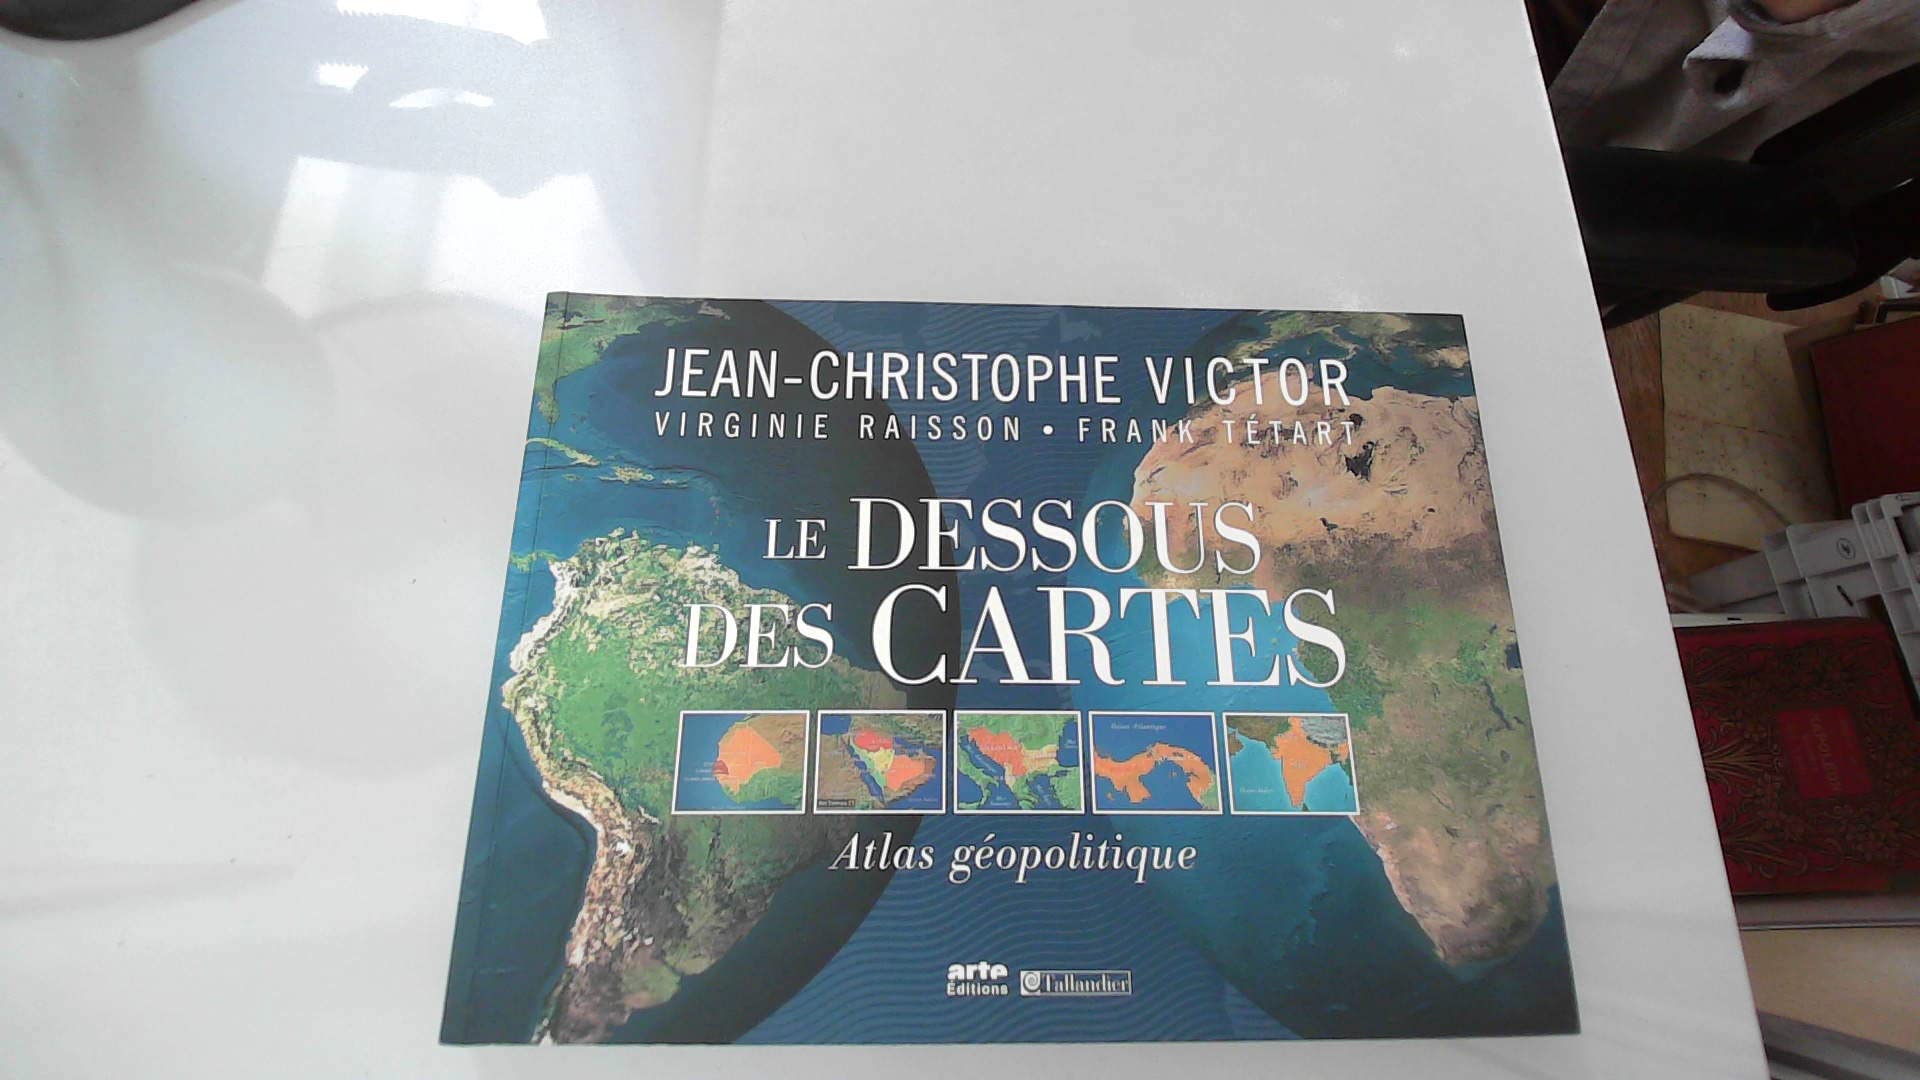 JEAN-CHRISTOPHE VICTOR
VIRGINIE RAISSON • FRANK TÉTART
LE DESSOUS
DES CARTES
Atlas géopolitique
arte
Éditions
Tallandier